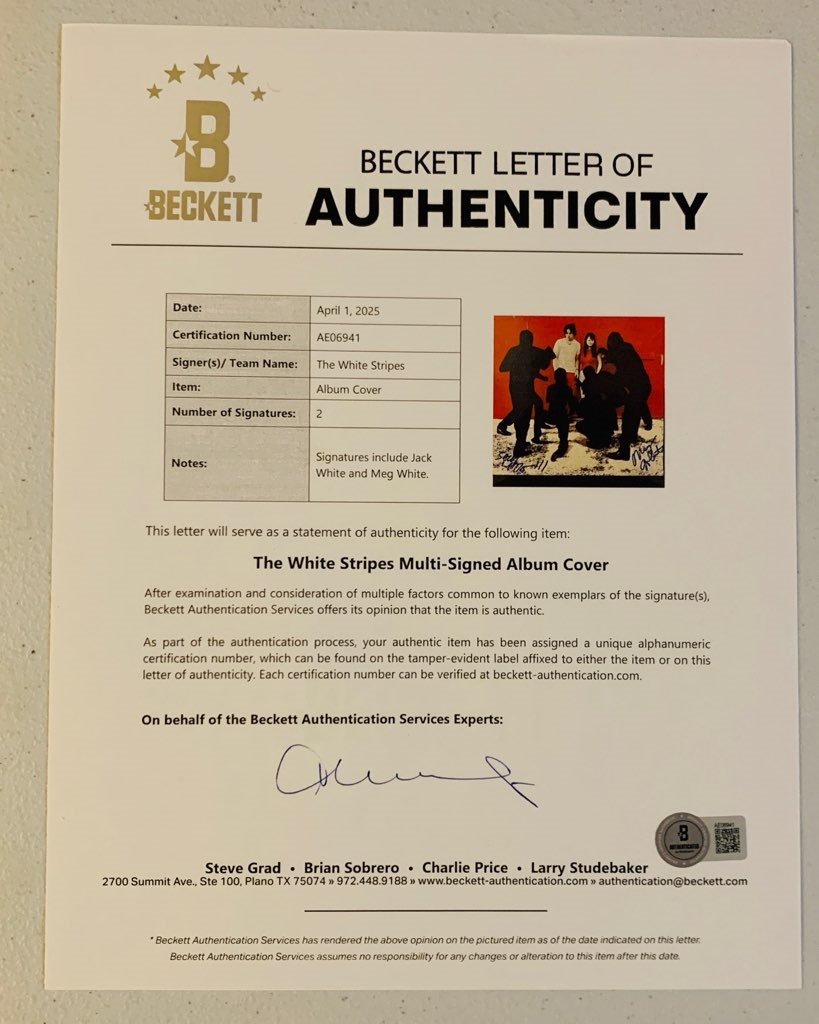 B®
BECKETT
BECKETT LETTER OF
AUTHENTICITY
Date: April 1, 2025
Certification Number: AE06941
Signer(s)/ Team Name: The White Stripes
Item: Album Cover
Number of Signatures: 2
Notes: Signatures include Jack
White and Meg White.
This letter will serve as a statement of authenticity for the following item:
The White Stripes Multi-Signed Album Cover
After examination and consideration of multiple factors common to known exemplars of the signature(s),
Beckett Authentication Services offers its opinion that the item is authentic.
As part of the authentication process, your authentic item has been assigned a unique alphanumeric
certification number, which can be found on the tamper-evident label affixed to either the item or on this
letter of authenticity. Each certification number can be verified at beckett-authentication.com.
On behalf of the Beckett Authentication Services Experts:
B
AUTHENTICATED
AE06941
Steve Grad • Brian Sobrero • Charlie Price • Larry Studebaker
2700 Summit Ave., Ste 100, Plano TX 75074 » 972.448.9188 » www.beckett-authentication.com » authentication@beckett.com
* Beckett Authentication Services has rendered the above opinion on the pictured item as of the date indicated on this letter.
Beckett Authentication Services assumes no responsibility for any changes or alteration to this item after this date.